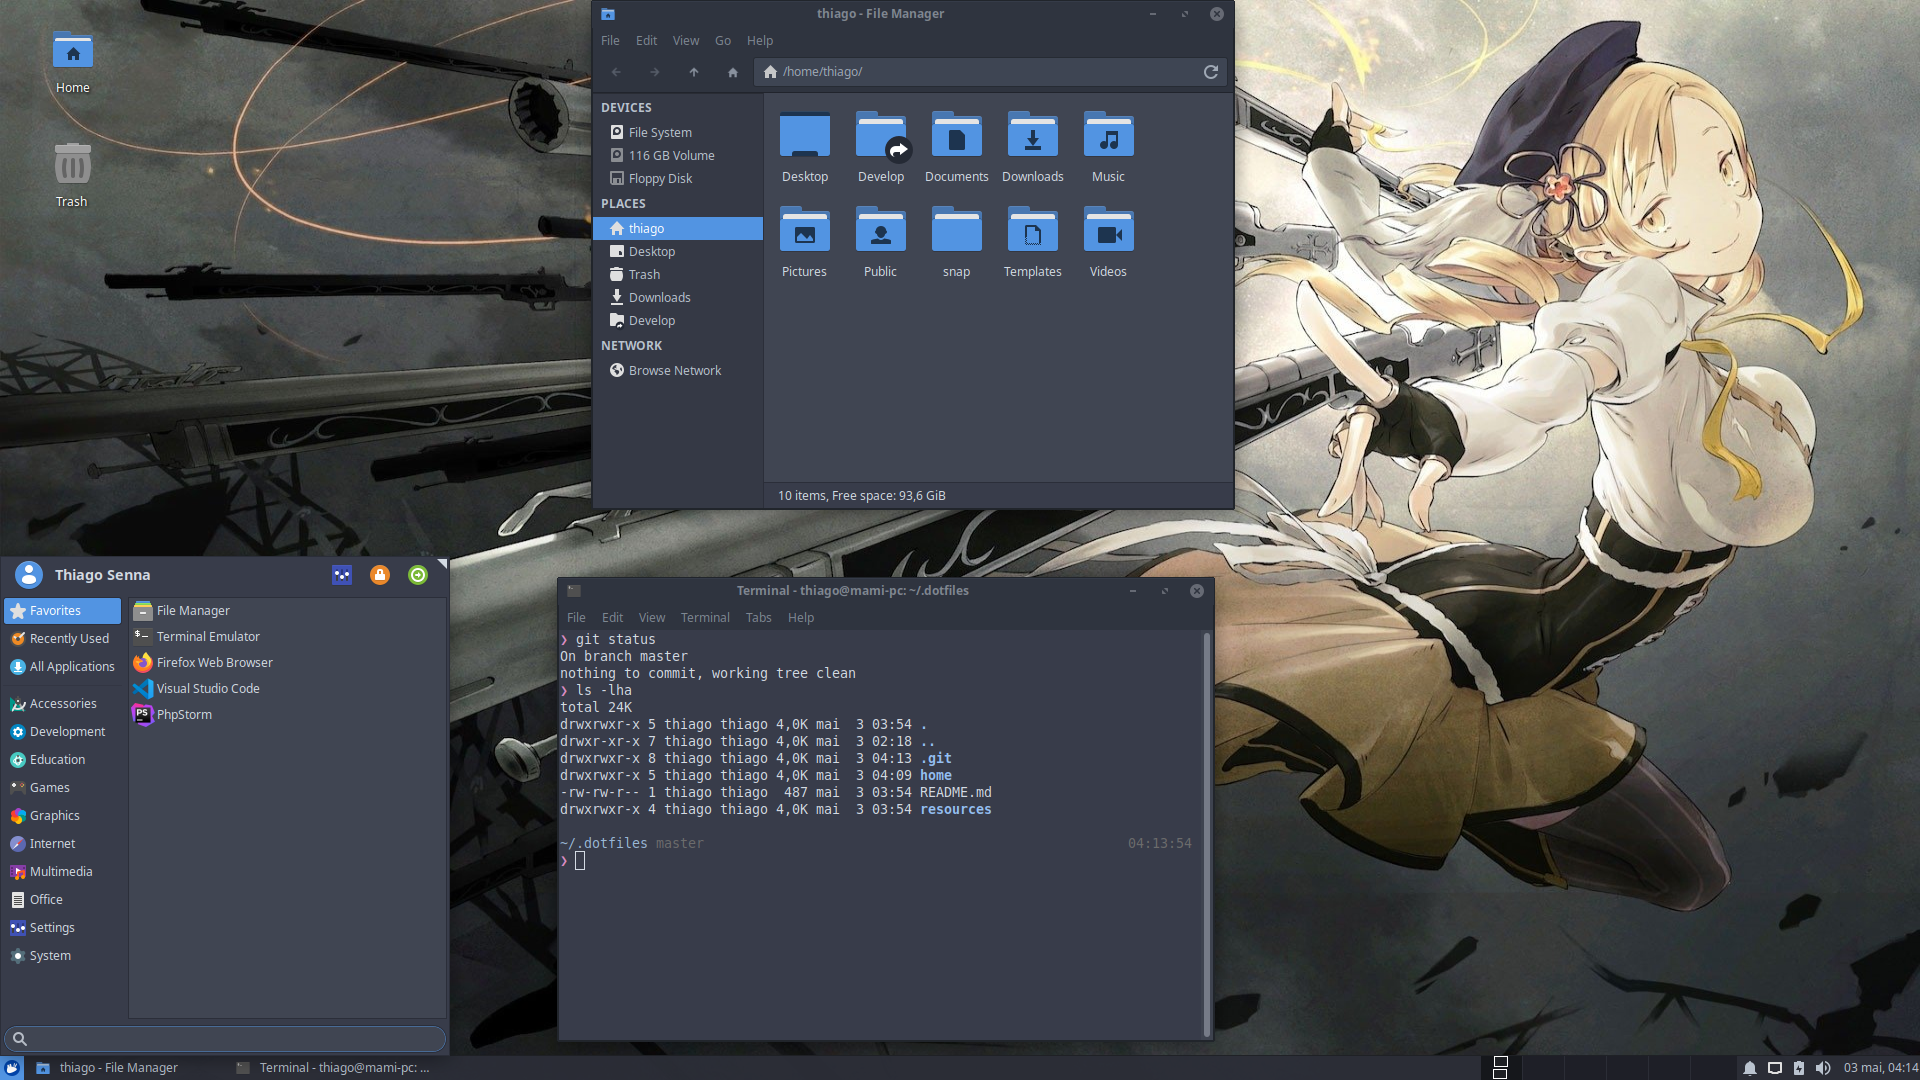 Home
Trash
thiago - File Manager
File Edit View Go Help
/home/thiago/
DEVICES
File System
116 GB Volume
Floppy Disk
PLACES
thiago
Desktop
Trash
Downloads
Develop
NETWORK
Browse Network
Desktop Develop Documents Downloads Music
Pictures Public snap Templates Videos
10 items, Free space: 93,6 GiB
Thiago Senna
Favorites
Recently Used
All Applications
Accessories
Development
Education
Games
Graphics
Internet
Multimedia
Office
Settings
System
File Manager
Terminal Emulator
Firefox Web Browser
Visual Studio Code
PhpStorm
Terminal - thiago@mami-pc: ~/.dotfiles
File Edit View Terminal Tabs Help
❯ git status
On branch master
nothing to commit, working tree clean
❯ ls -lha
total 24K
drwxrwxr-x 5 thiago thiago 4,0K mai  3 03:54 .
drwxr-xr-x 7 thiago thiago 4,0K mai  3 02:18 ..
drwxrwxr-x 8 thiago thiago 4,0K mai  3 04:13 .git
drwxrwxr-x 5 thiago thiago 4,0K mai  3 04:09 home
-rw-rw-r-- 1 thiago thiago  487 mai  3 03:54 README.md
drwxrwxr-x 4 thiago thiago 4,0K mai  3 03:54 resources
~/.dotfiles master 04:13:54
❯
thiago - File Manager
Terminal - thiago@mami-pc: ...
03 mai, 04:14